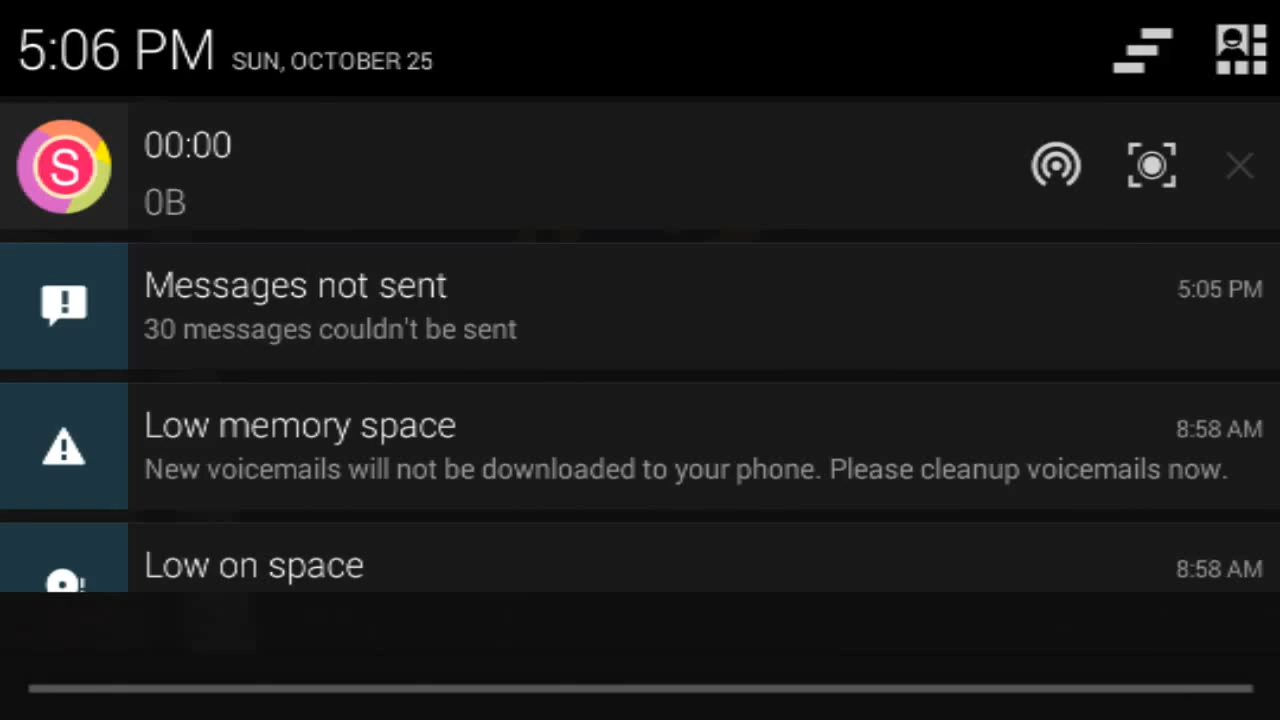 5:06 PM SUN, OCTOBER 25
S
00:00
0B
Messages not sent
5:05 PM
30 messages couldn't be sent
Low memory space
8:58 AM
New voicemails will not be downloaded to your phone. Please cleanup voicemails now.
Low on space
8:58 AM